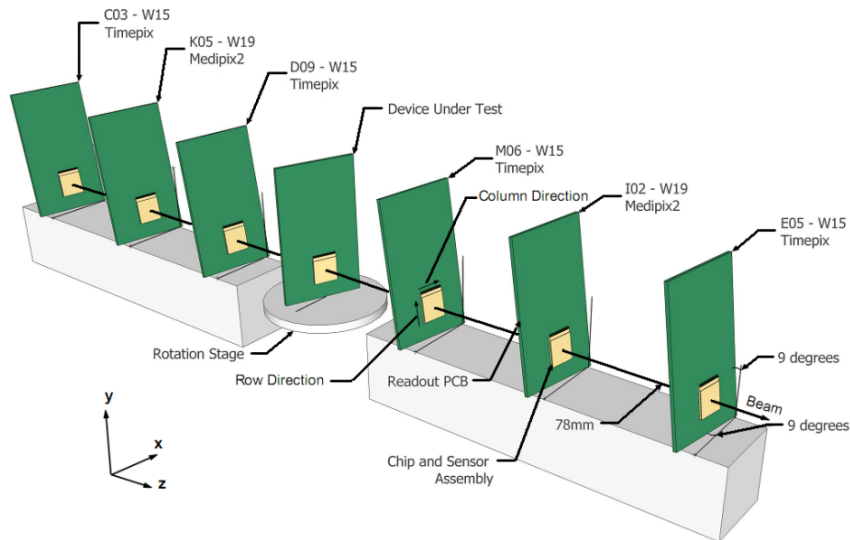 C03 - W15
Timepix
K05 - W19
Medipix2
D09 - W15
Timepix
Device Under Test
M06 - W15
Timepix
Column Direction
I02 - W19
Medipix2
E05 - W15
Timepix
Rotation Stage
Row Direction
Readout PCB
9 degrees
Beam
78mm
9 degrees
Chip and Sensor
Assembly
y
x
z